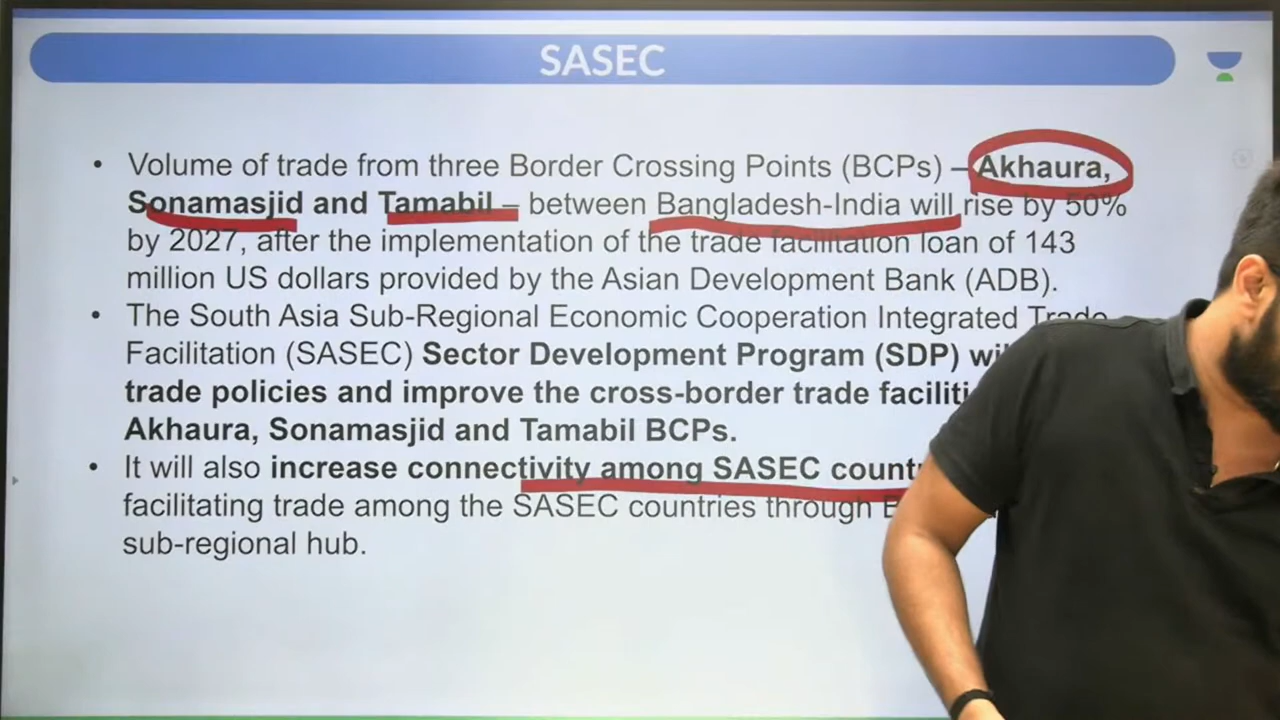 SASEC
• Volume of trade from three Border Crossing Points (BCPs) – Akhaura,
Sonamasjid and Tamabil – between Bangladesh-India will rise by 50%
by 2027, after the implementation of the trade facilitation loan of 143
million US dollars provided by the Asian Development Bank (ADB).
• The South Asia Sub-Regional Economic Cooperation Integrated Trade
Facilitation (SASEC) Sector Development Program (SDP)
trade policies and improve the cross-border trade
Akhaura, Sonamasjid and Tamabil BCPs.
• It will also increase connectivity among SASEC
facilitating trade among the SASEC countries through
sub-regional hub.